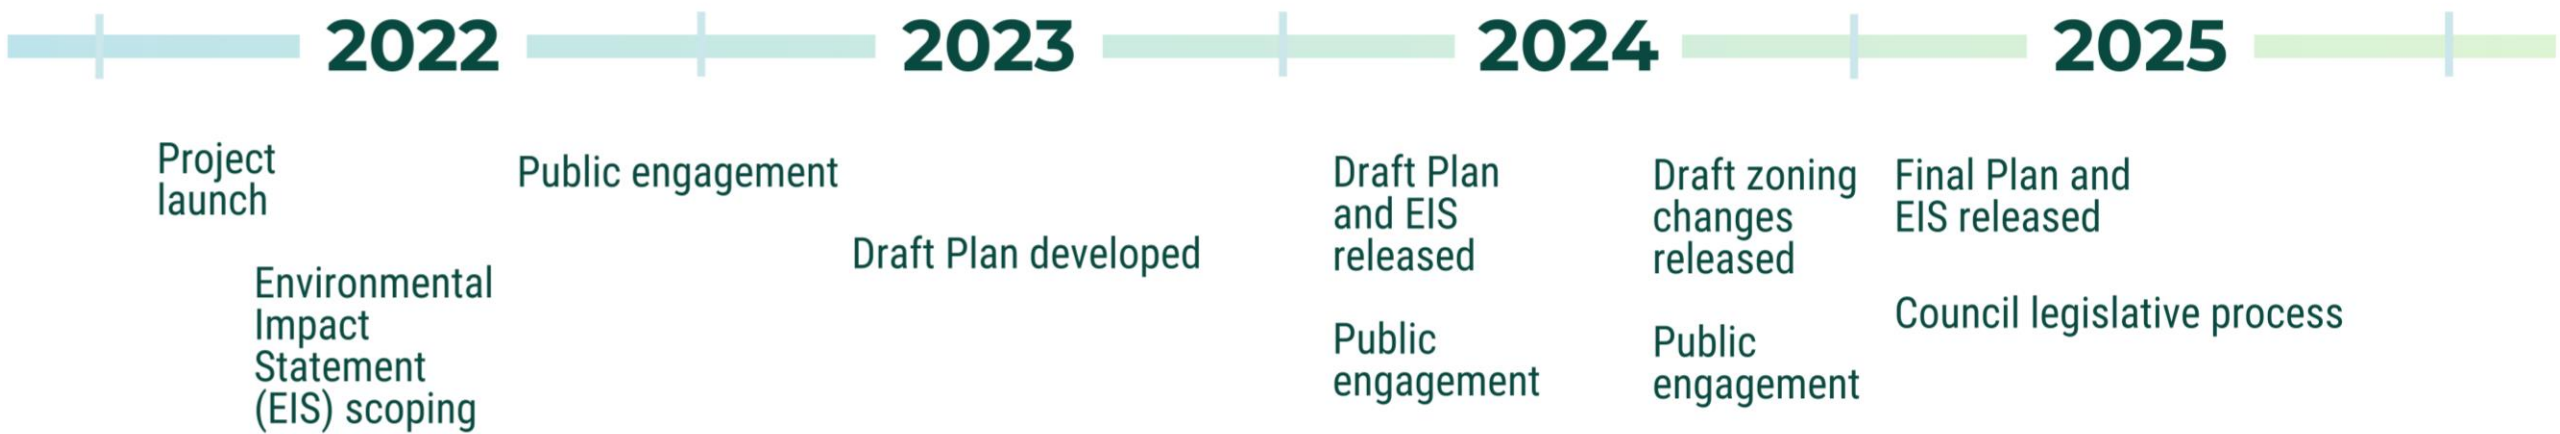 2022
2023
2024
2025
Project
launch
Environmental
Impact
Statement
(EIS) scoping
Public engagement
Draft Plan developed
Draft Plan
and EIS
released
Public
engagement
Draft zoning
changes
released
Public
engagement
Final Plan and
EIS released
Council legislative process